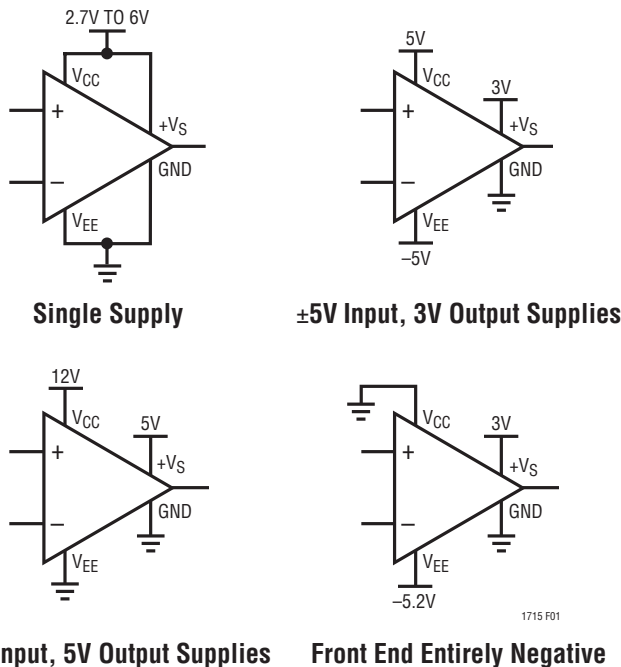 2.7V TO 6V
VCC
+
+VS
−
GND
VEE
Single Supply
5V
VCC
3V
+
+VS
−
GND
VEE
–5V
±5V Input, 3V Output Supplies
12V
VCC
5V
+
+VS
−
GND
VEE
Input, 5V Output Supplies
VCC
3V
+
+VS
−
GND
VEE
–5.2V
1715 F01
Front End Entirely Negative